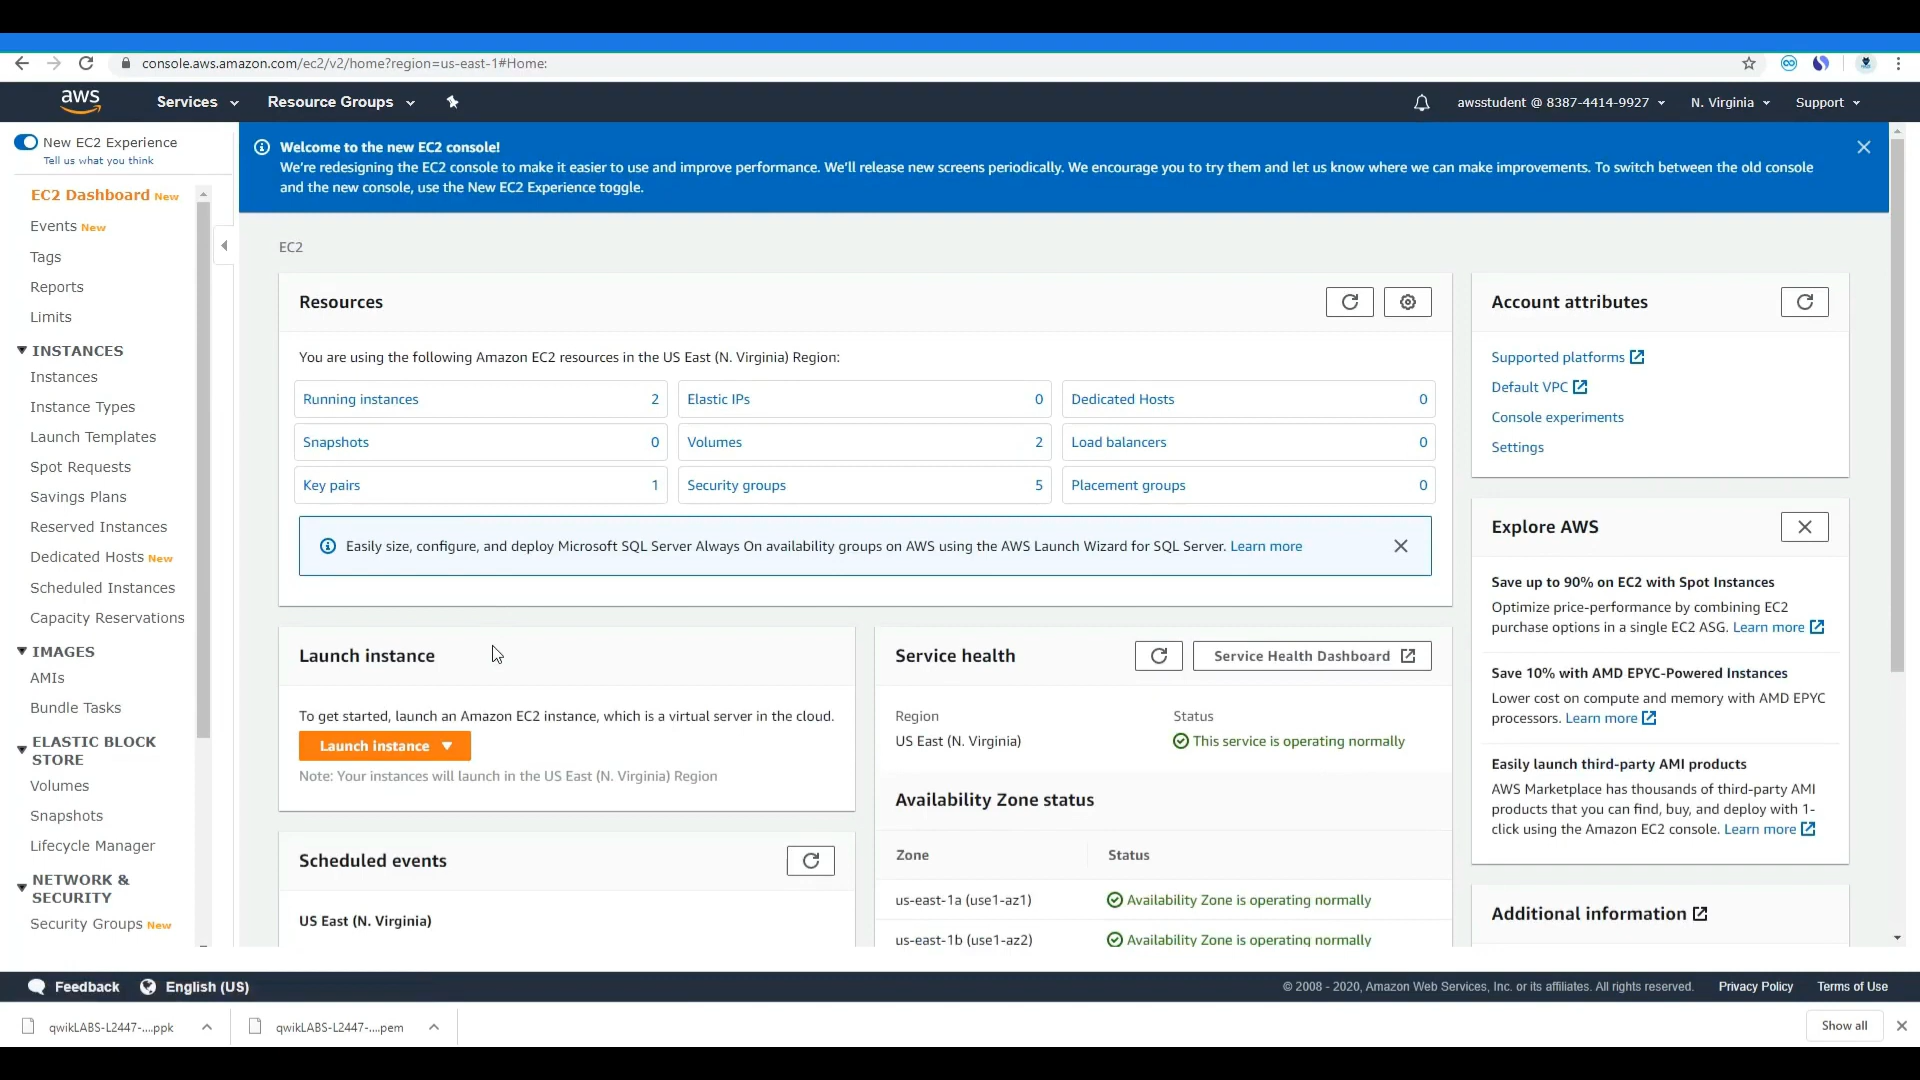 console.aws.amazon.com/ec2/v2/home?region=us-east-1#Home:
aws
Services
Resource Groups
awsstudent @ 8387-4414-9927
N. Virginia
Support
New EC2 Experience
Tell us what you think
EC2 Dashboard New
Events New
Tags
Reports
Limits
INSTANCES
Instances
Instance Types
Launch Templates
Spot Requests
Savings Plans
Reserved Instances
Dedicated Hosts New
Scheduled Instances
Capacity Reservations
IMAGES
AMIs
Bundle Tasks
ELASTIC BLOCK
STORE
Volumes
Snapshots
Lifecycle Manager
NETWORK &
SECURITY
Security Groups New
Welcome to the new EC2 console!
We're redesigning the EC2 console to make it easier to use and improve performance. We'll release new screens periodically. We encourage you to try them and let us know where we can make improvements. To switch between the old console
and the new console, use the New EC2 Experience toggle.
EC2
Resources
You are using the following Amazon EC2 resources in the US East (N. Virginia) Region:
Running instances 2
Elastic IPs 0
Dedicated Hosts 0
Snapshots 0
Volumes 2
Load balancers 0
Key pairs 1
Security groups 5
Placement groups 0
Easily size, configure, and deploy Microsoft SQL Server Always On availability groups on AWS using the AWS Launch Wizard for SQL Server. Learn more
Launch instance
To get started, launch an Amazon EC2 instance, which is a virtual server in the cloud.
Launch instance
Note: Your instances will launch in the US East (N. Virginia) Region
Scheduled events
US East (N. Virginia)
Service health
Service Health Dashboard
Region
Status
US East (N. Virginia)
This service is operating normally
Availability Zone status
Zone
Status
us-east-1a (use1-az1)
Availability Zone is operating normally
us-east-1b (use1-az2)
Availability Zone is operating normally
Account attributes
Supported platforms
Default VPC
Console experiments
Settings
Explore AWS
Save up to 90% on EC2 with Spot Instances
Optimize price-performance by combining EC2
purchase options in a single EC2 ASG. Learn more
Save 10% with AMD EPYC-Powered Instances
Lower cost on compute and memory with AMD EPYC
processors. Learn more
Easily launch third-party AMI products
AWS Marketplace has thousands of third-party AMI
products that you can find, buy, and deploy with 1-
click using the Amazon EC2 console. Learn more
Additional information
Feedback
English (US)
© 2008 - 2020, Amazon Web Services, Inc. or its affiliates. All rights reserved.
Privacy Policy
Terms of Use
qwikLABS-L2447-....ppk
qwikLABS-L2447-....pem
Show all